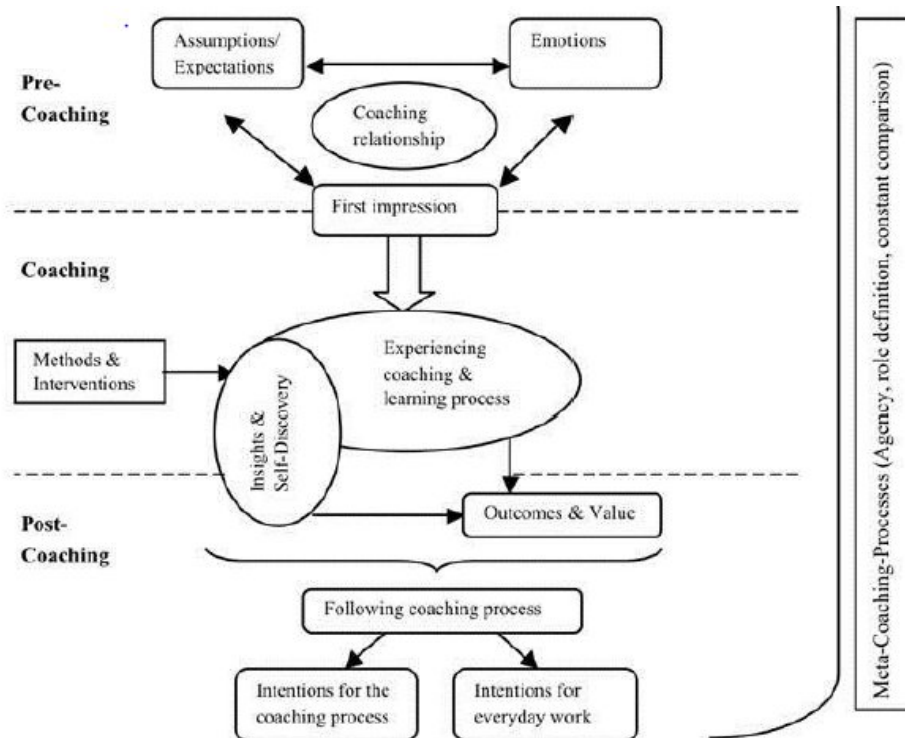 Assumptions/
Expectations
Emotions
Pre-
Coaching
Coaching
relationship
First impression
Coaching
Methods &
Interventions
Experiencing
coaching &
learning process
Insights &
Self-Discovery
Outcomes & Value
Post-
Coaching
Following coaching process
Intentions for the
coaching process
Intentions for
everyday work
Meta-Coaching-Processes (Agency, role definition, constant comparison)